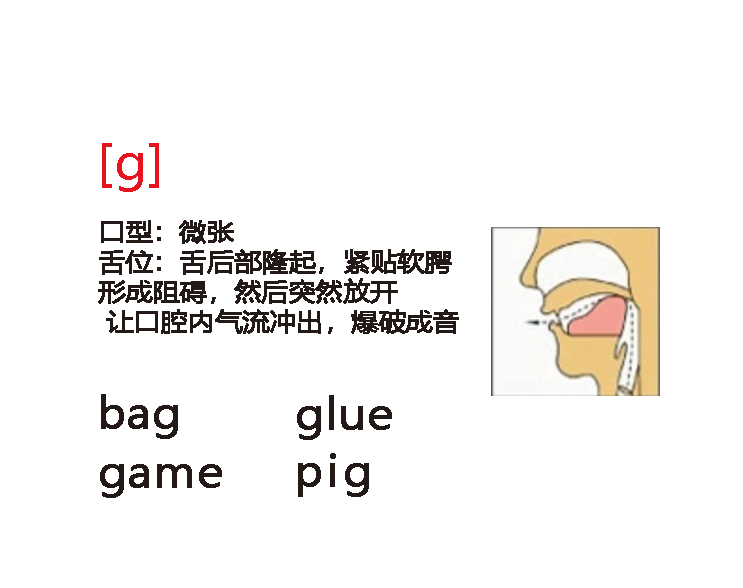 [g]
口型：微张
舌位：舌后部隆起，紧贴软腭
形成阻碍，然后突然放开
让口腔内气流冲出，爆破成音
bag glue
game pig